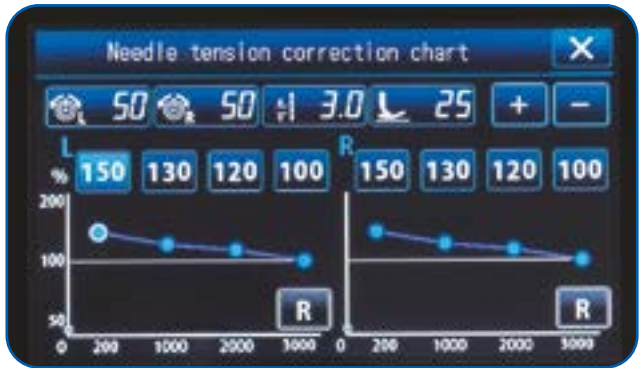 Needle tension correction chart X
L 50 R 50 3.0 25 + -
L R
% 150 130 120 100 150 130 120 100
200
100
R R
50
0 200 1000 2000 3000 0 200 1000 2000 3000